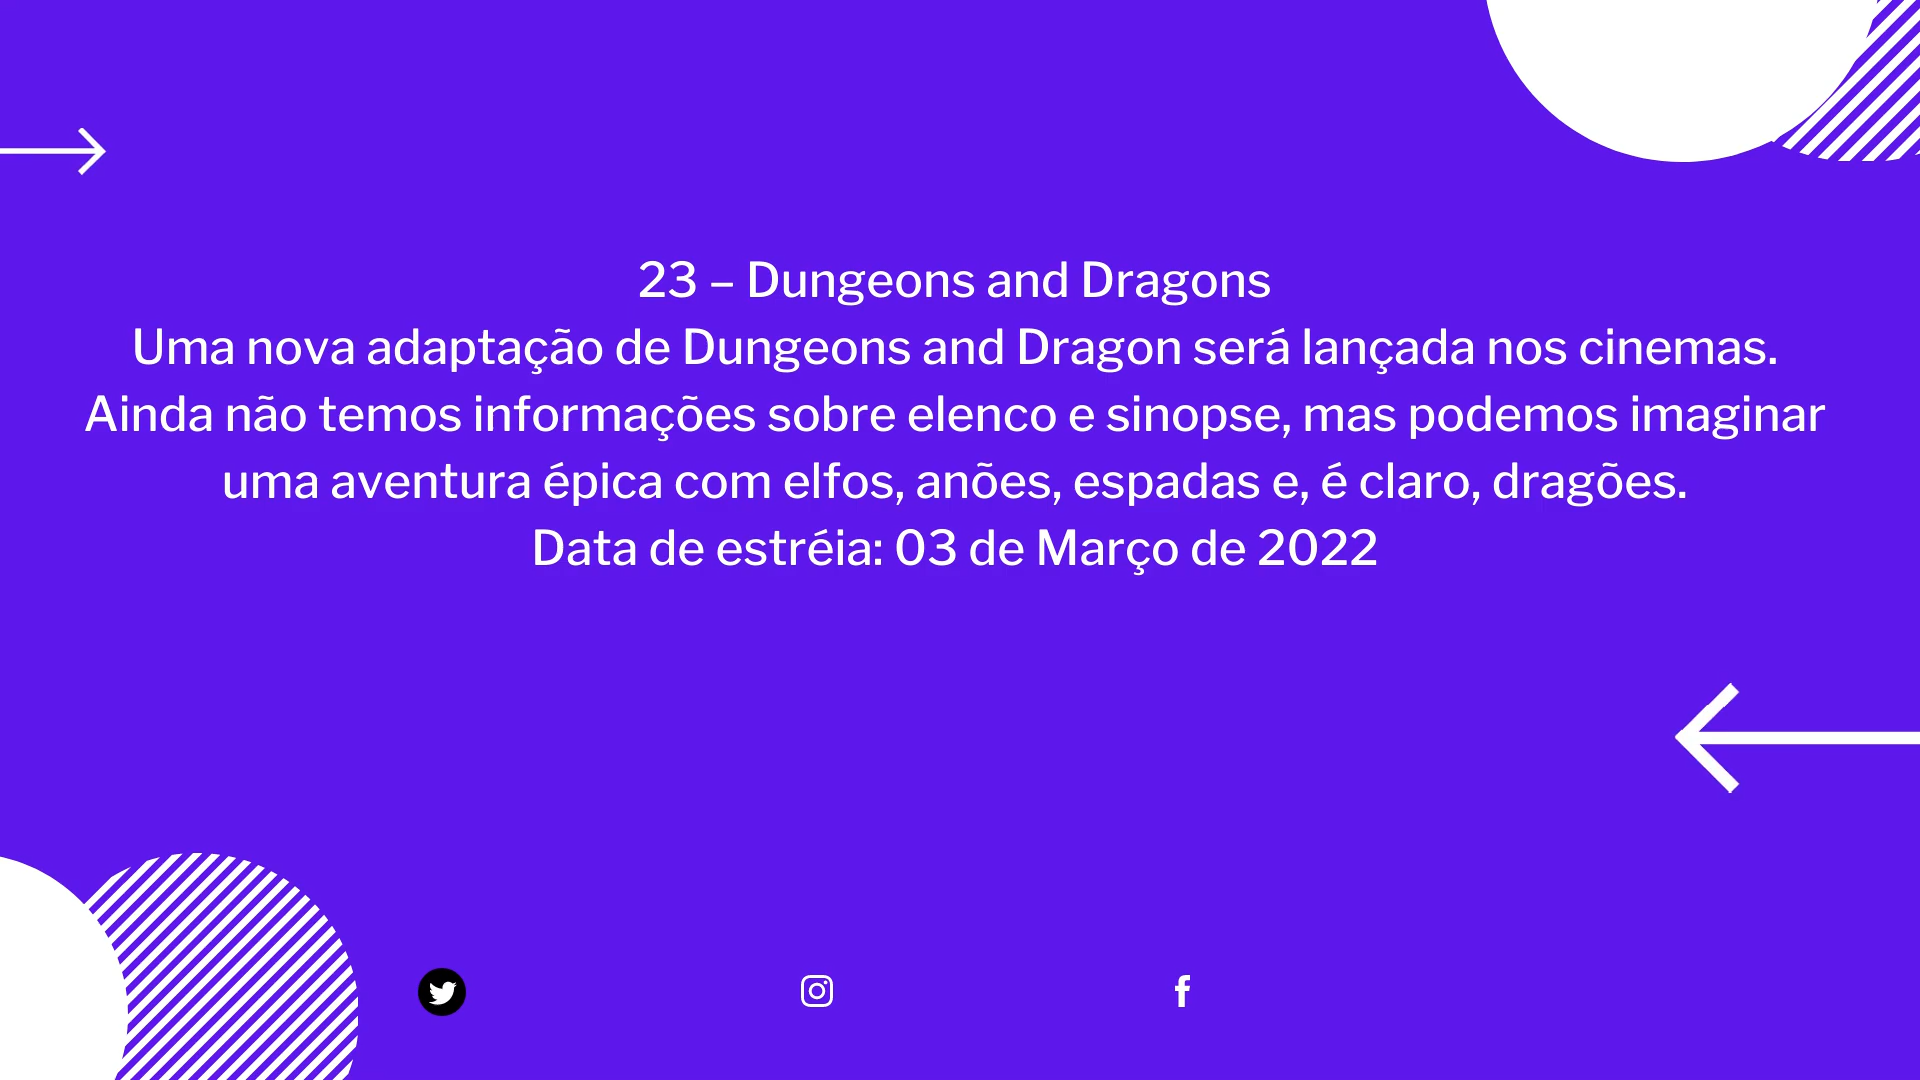 23 – Dungeons and Dragons
Uma nova adaptação de Dungeons and Dragon será lançada nos cinemas.
Ainda não temos informações sobre elenco e sinopse, mas podemos imaginar
uma aventura épica com elfos, anões, espadas e, é claro, dragões.
Data de estréia: 03 de Março de 2022